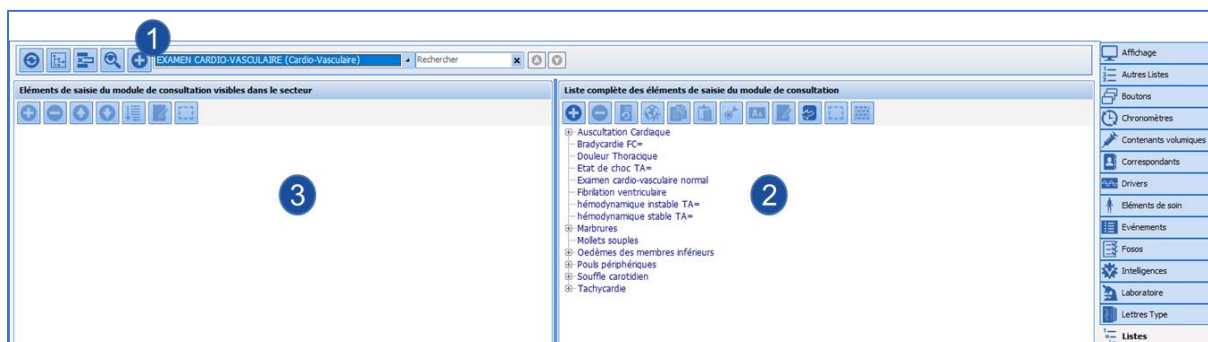 1
EXAMEN CARDIO-VASCULAIRE (Cardio-Vasculaire)
Rechercher
Eléments de saisie du module de consultation visibles dans le secteur
3
Liste complète des éléments de saisie du module de consultation
Auscultation Cardiaque
Bradycardie FC=
Douleur Thoracique
Etat de choc TA=
Examen cardio-vasculaire normal
Fibrilation ventriculaire
hémodynamique instable TA=
hémodynamique stable TA=
Marbrures
Mollets souples
Oedèmes des membres inférieurs
Pouls périphériques
Souffle carotidien
Tachycardie
2
Affichage
Autres Listes
Boutons
Chronomètres
Contenants volumiques
Correspondants
Drivers
Eléments de soin
Evénements
Fosos
Intelligences
Laboratoire
Lettres Type
Listes